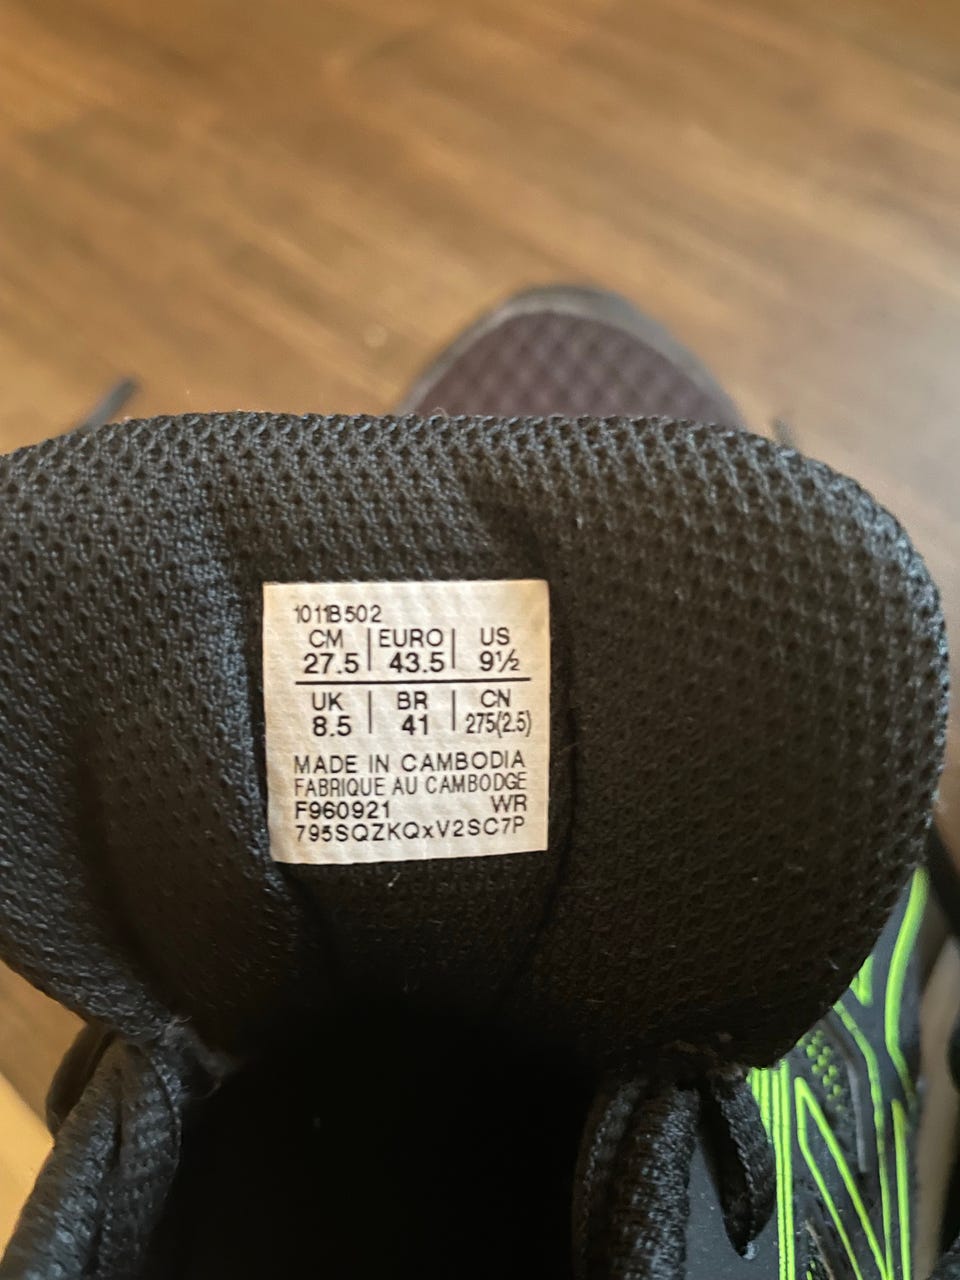 1011B502
CM | EURO | US
27.5 | 43.5 | 9½
UK | BR | CN
8.5 | 41 | 275(2.5)
MADE IN CAMBODIA
FABRIQUE AU CAMBODGE
F960921 WR
795SQZKQxV2SC7P